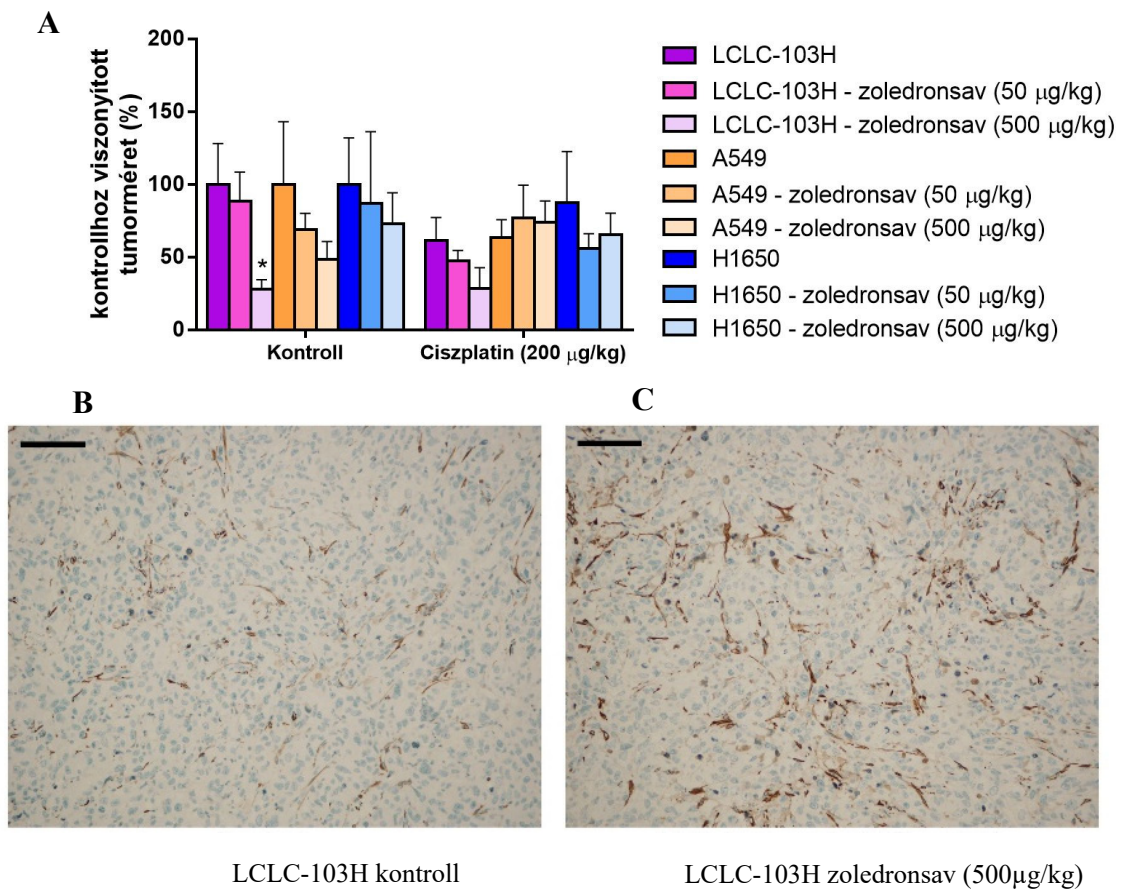 A
kontrollhoz viszonyított
tumorméret (%)
200
150
100
50
0
*
Kontroll
Ciszplatin (200 µg/kg)
LCLC-103H
LCLC-103H - zoledronsav (50 µg/kg)
LCLC-103H - zoledronsav (500 µg/kg)
A549
A549 - zoledronsav (50 µg/kg)
A549 - zoledronsav (500 µg/kg)
H1650
H1650 - zoledronsav (50 µg/kg)
H1650 - zoledronsav (500 µg/kg)
B
C
LCLC-103H kontroll
LCLC-103H zoledronsav (500µg/kg)